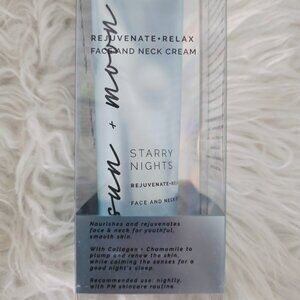 REJUVENATE+RELAX
FACE AND NECK CREAM
sun + moon
STARRY
NIGHTS
REJUVENATE+REL
FACE AND NECK
Nourishes and rejuvenates
face & neck for youthful,
smooth skin.
With Collagen + Chamomile to
plump and renew the skin,
while calming the senses for a
good night's sleep.
Recommended use: nightly,
with PM skincare routine.